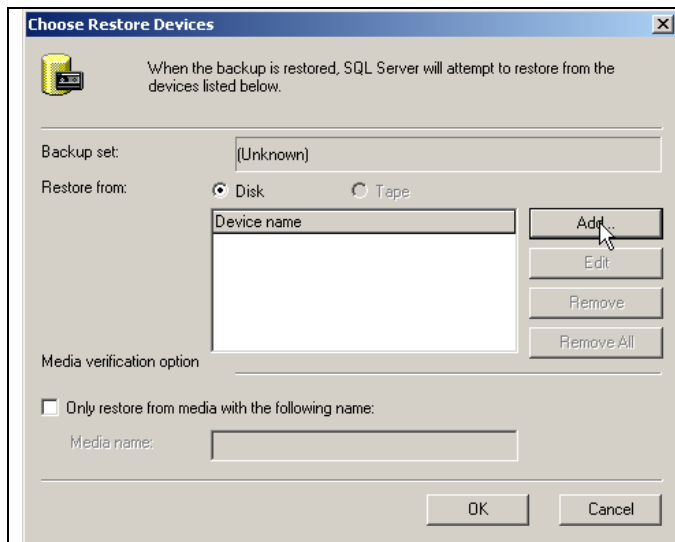 Choose Restore Devices
When the backup is restored, SQL Server will attempt to restore from the
devices listed below.
Backup set:
(Unknown)
Restore from:
Disk
Tape
Device name
Add...
Edit
Remove
Remove All
Media verification option
Only restore from media with the following name:
Media name:
OK
Cancel